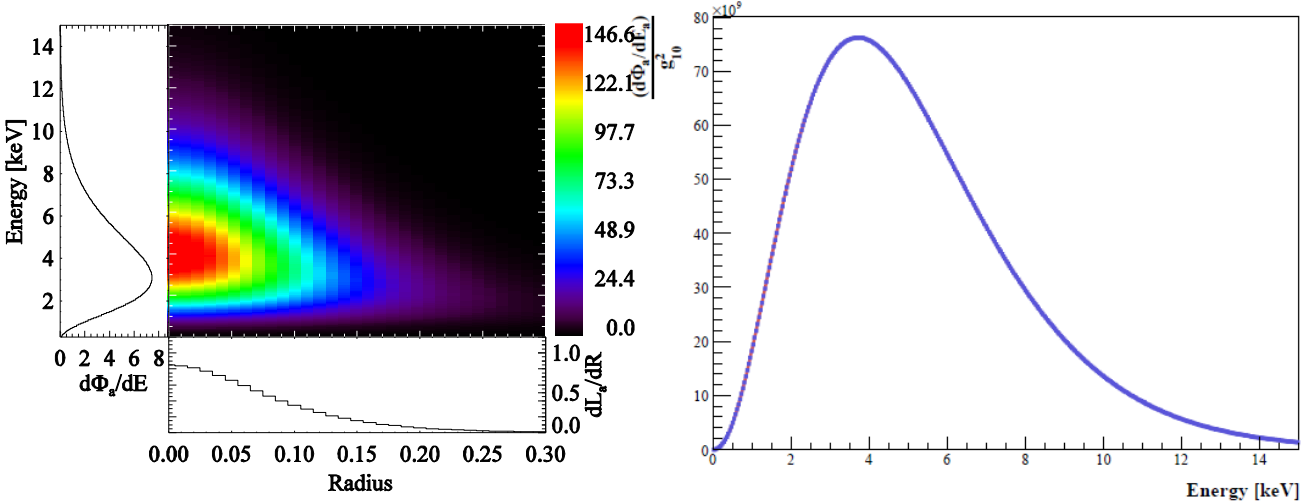 14
12
10
8
6
4
2
Energy [keV]
0 2 4 6 8
dΦa/dE
146.6
122.1
97.7
73.3
48.9
24.4
0.0
1.0
0.5
0.0
dLa/dR
0.00 0.05 0.10 0.15 0.20 0.25 0.30
Radius
(dΦa/dEa)
g²10
×10⁹
80
70
60
50
40
30
20
10
0
0 2 4 6 8 10 12 14
Energy [keV]